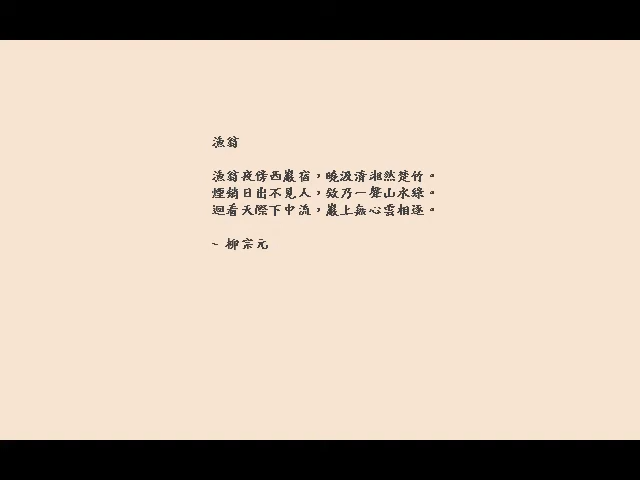 漁翁
漁翁夜傍西巖宿，曉汲清湘然楚竹。
煙銷日出不見人，欸乃一聲山水綠。
迴看天際下中流，巖上無心雲相逐。
~ 柳宗元